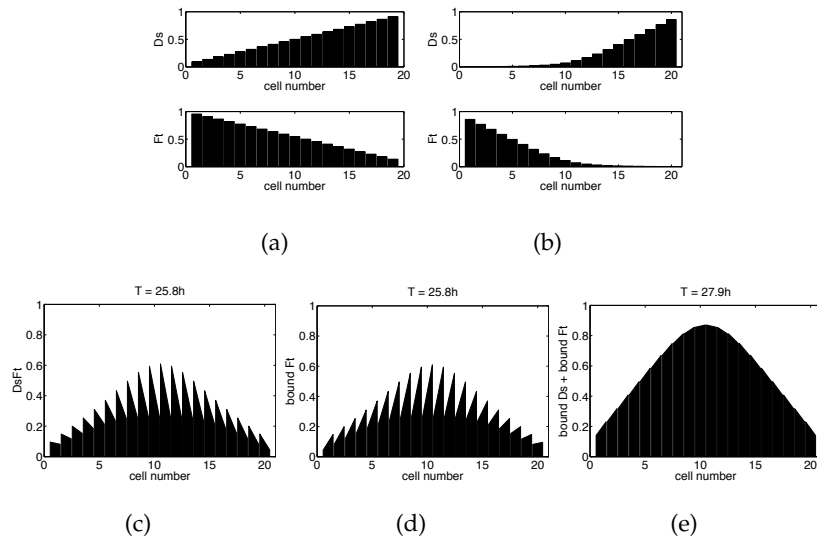 1
0.5
0
Ds
0 5 10 15 20
cell number
1
0.5
0
Ft
0 5 10 15 20
cell number
(a)
1
0.5
0
Ds
0 5 10 15 20
cell number
1
0.5
0
Ft
0 5 10 15 20
cell number
(b)
T = 25.8h
1
0.8
0.6
0.4
0.2
0
DsFt
0 5 10 15 20
cell number
(c)
T = 25.8h
1
0.8
0.6
0.4
0.2
0
bound Ft
0 5 10 15 20
cell number
(d)
T = 27.9h
1
0.8
0.6
0.4
0.2
0
bound Ds + bound Ft
0 5 10 15 20
cell number
(e)